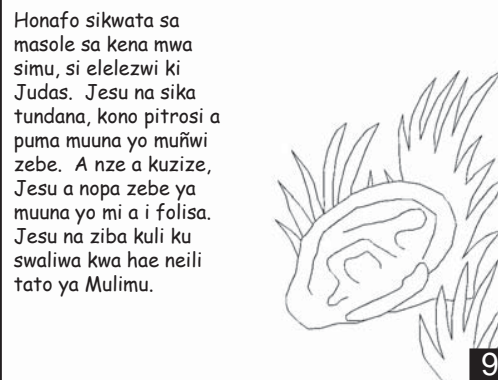 Honafo sikwata sa
masole sa kena mwa
simu, si elelezwi ki
Judas. Jesu na sika
tundana, kono pitrosi a
puma muuna yo muñwi
zebe. A nze a kuzize,
Jesu a nopa zebe ya
muuna yo mi a i folisa.
Jesu na ziba kuli ku
swaliwa kwa hae neili
tato ya Mulimu.
9